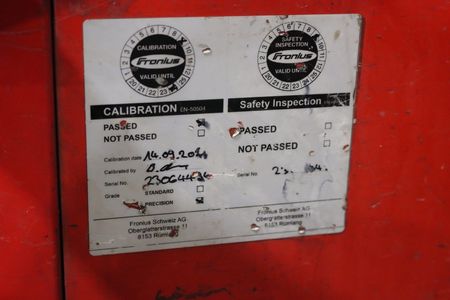 CALIBRATION
Fronius
VALID UNTIL
SAFETY INSPECTION
Fronius
VALID UNTIL
CALIBRATION EN-50504
PASSED
NOT PASSED
Calibration date
Calibrated by
Serial No.
Grade STANDARD
PRECISION
Fronius Schweiz AG
Oberglatterstrasse 11
8153 Rümlang
Safety Inspection
PASSED
NOT PASSED
Serial No.
Fronius Schweiz AG
Oberglatterstrasse 11
8153 Rümlang